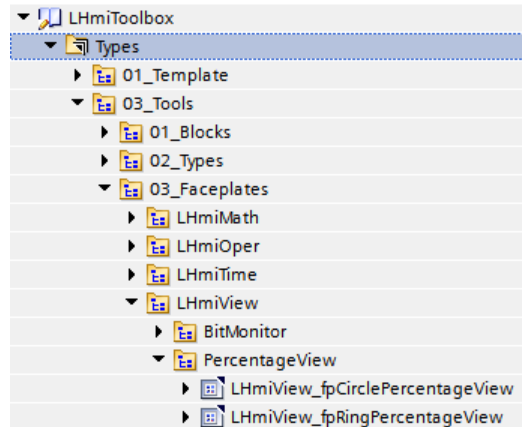 LHmiToolbox
Types
01_Template
03_Tools
01_Blocks
02_Types
03_Faceplates
LHmiMath
LHmiOper
LHmiTime
LHmiView
BitMonitor
PercentageView
LHmiView_fpCirclePercentageView
LHmiView_fpRingPercentageView